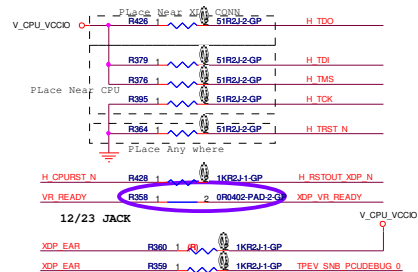 PLace Near XDP CONN
V_CPU_VCCIO R426 1 2 51R2J-2-GP H_TDO
R379 1 2 51R2J-2-GP H_TDI
R376 1 2 51R2J-2-GP H_TMS
PLace Near CPU
R395 1 2 51R2J-2-GP H_TCK
R364 1 2 51R2J-2-GP H_TRST_N
PLace Any where
H_CPURST_N R428 1 2 1KR2J-1-GP H_RSTOUT_XDP_N
VR_READY R358 1 2 0R0402-PAD-2-GP XDP_VR_READY
12/23 JACK
V_CPU_VCCIO
XDP_EAR R360 1 (R) 2 1KR2J-1-GP
XDP_EAR R359 1 2 1KR2J-1-GP TPEV_SNB_PCUDEBUG_0